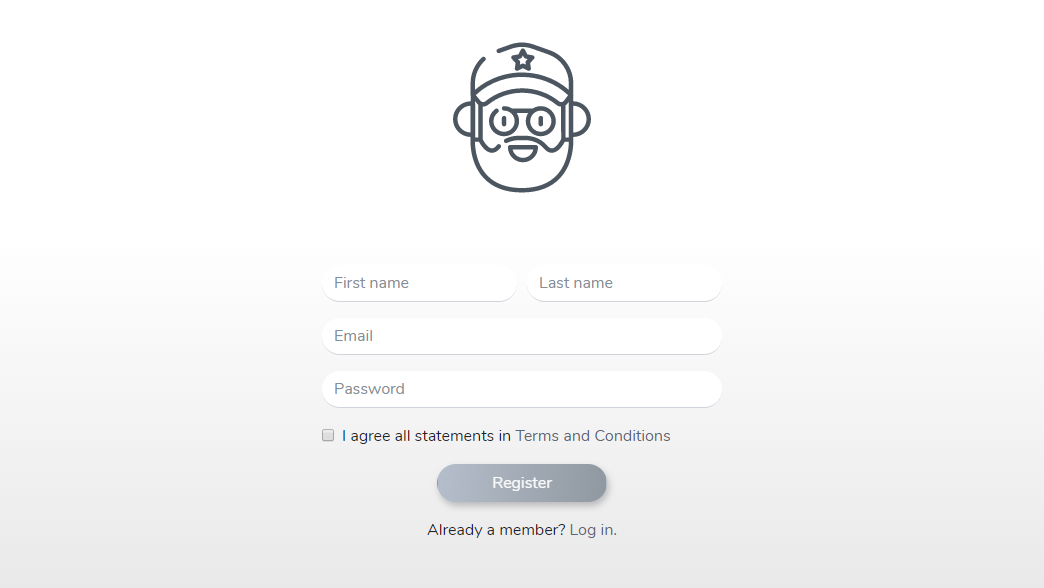 First name Last name
Email
Password
I agree all statements in Terms and Conditions
Register
Already a member? Log in.